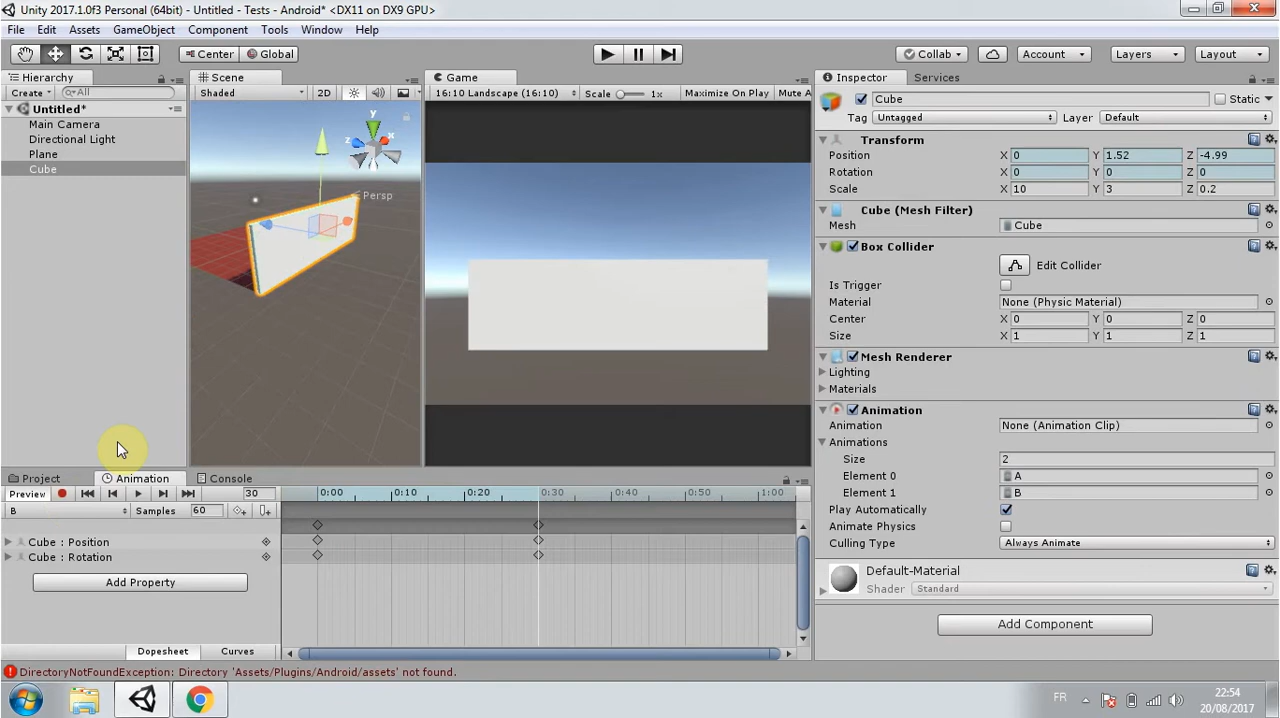 Unity 2017.1.0f3 Personal (64bit) - Untitled - Tests - Android* <DX11 on DX9 GPU>
File Edit Assets GameObject Component Tools Window Help
Center Global Collab Account Layers Layout
Hierarchy Scene Game Inspector Services
Create All Shaded 2D 16:10 Landscape (16:10) Scale 1x Maximize On Play Mute A
Cube Static
Untitled*
Tag Untagged Layer Default
Main Camera
Directional Light
Plane
Cube
y
x
z
Persp
Transform
Position X 0 Y 1.52 Z -4.99
Rotation X 0 Y 0 Z 0
Scale X 10 Y 3 Z 0.2
Cube (Mesh Filter)
Mesh Cube
Box Collider
Edit Collider
Is Trigger
Material None (Physic Material)
Center X 0 Y 0 Z 0
Size X 1 Y 1 Z 1
Mesh Renderer
Lighting
Materials
Animation
Animation None (Animation Clip)
Animations
Size 2
Element 0 A
Element 1 B
Play Automatically
Animate Physics
Culling Type Always Animate
Default-Material
Shader Standard
Add Component
Project Animation Console
Preview 30 0:00 0:10 0:20 0:30 0:40 0:50 1:00
B Samples 60
Cube : Position
Cube : Rotation
Add Property
Dopesheet Curves
DirectoryNotFoundException: Directory 'Assets/Plugins/Android/assets' not found.
FR 22:54
20/08/2017